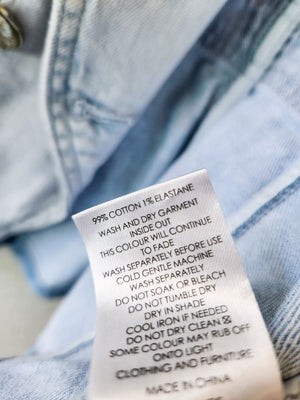 99% COTTON 1% ELASTANE
WASH AND DRY GARMENT
INSIDE OUT
THIS COLOUR WILL CONTINUE
TO FADE
WASH SEPARATELY BEFORE USE
COLD GENTLE MACHINE
WASH SEPARATELY
DO NOT SOAK OR BLEACH
DO NOT TUMBLE DRY
DRY IN SHADE
COOL IRON IF NEEDED
DO NOT DRY CLEAN ☒
SOME COLOUR MAY RUB OFF
ONTO LIGHT
CLOTHING AND FURNITURE
MADE IN CHINA